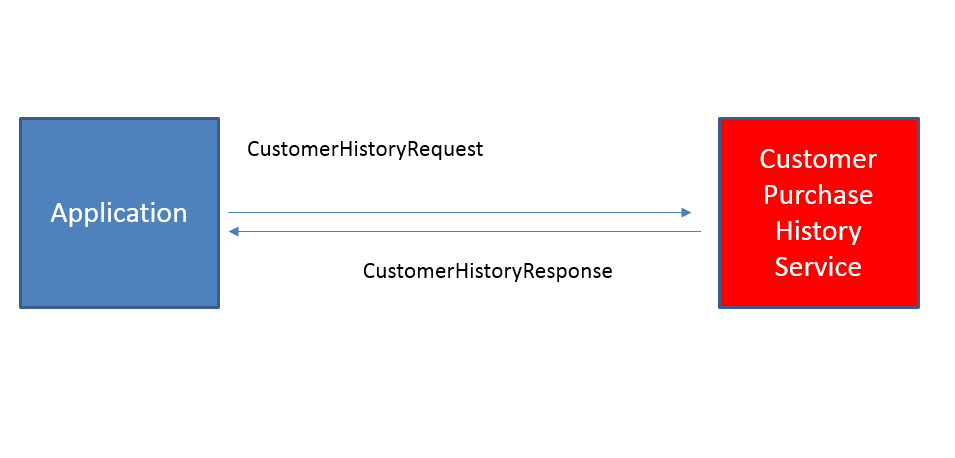 CustomerHistoryRequest
Application
Customer
Purchase
History
Service
CustomerHistoryResponse